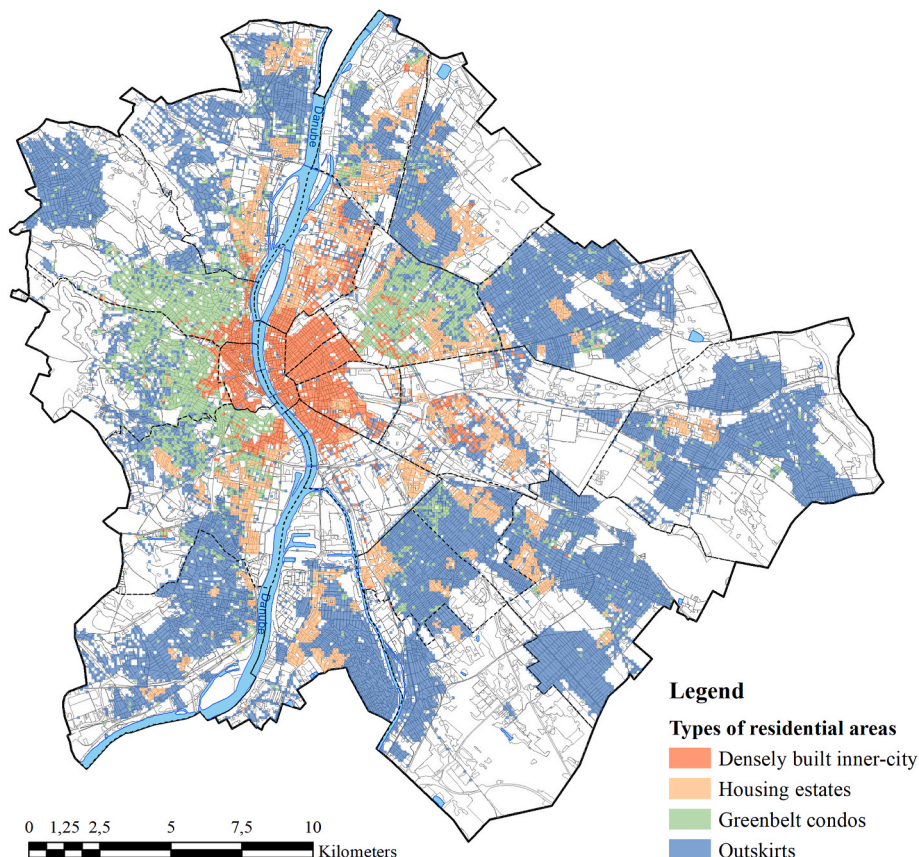 Danube
Danube
Legend
Types of residential areas
Densely built inner-city
Housing estates
Greenbelt condos
Outskirts
0 1,25 2,5 5 7,5 10
Kilometers